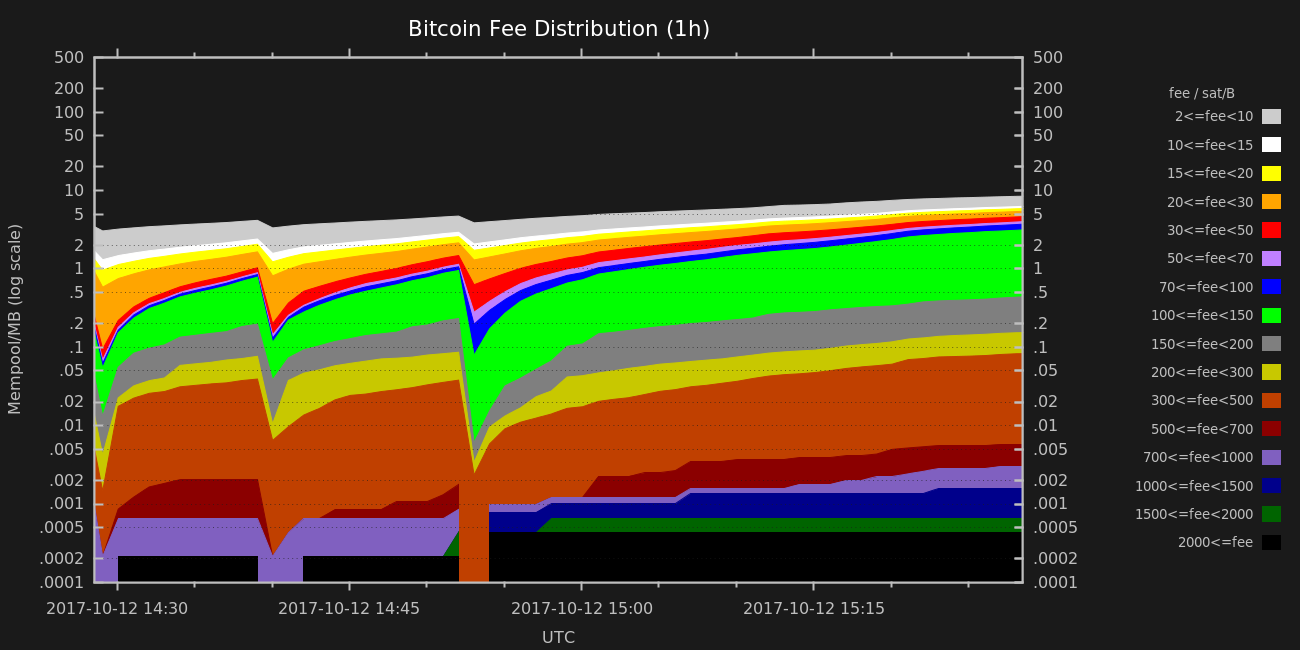 Bitcoin Fee Distribution (1h)
Mempool/MB (log scale)
500 500
200 200
100 100
50 50
20 20
10 10
5 5
2 2
1 1
.5 .5
.2 .2
.1 .1
.05 .05
.02 .02
.01 .01
.005 .005
.002 .002
.001 .001
.0005 .0005
.0002 .0002
.0001 .0001
2017-10-12 14:30 2017-10-12 14:45 2017-10-12 15:00 2017-10-12 15:15
UTC
fee / sat/B
2<=fee<10
10<=fee<15
15<=fee<20
20<=fee<30
30<=fee<50
50<=fee<70
70<=fee<100
100<=fee<150
150<=fee<200
200<=fee<300
300<=fee<500
500<=fee<700
700<=fee<1000
1000<=fee<1500
1500<=fee<2000
2000<=fee